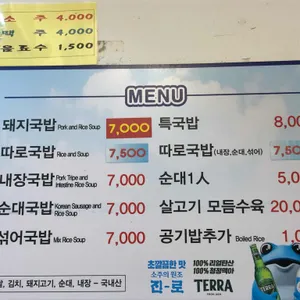 소 주 4.000
맥 주 4,000
음료수 1,500
MENU
돼지국밥 Pork and Rice Soup 7,000
특국밥 8,0
따로국밥 Rice and Soup 7,500
따로국밥 (내장,순대,섞어) 7,500
내장국밥 Pork Tripe and Intestine Rice Soup 7,000
순대1人 5,0
순대국밥 Korean Sausage and Rice Soup 7,000
살고기 모듬수육 20,00
섞어국밥 Mix Rice Soup 7,000
공기밥추가 Boiled Rice 1,0
김치, 돼지고기, 순대, 내장 – 국내산
초깔끔한 맛
소주의 원조
진로
100%리얼탄산
100%청정맥아
TERRA